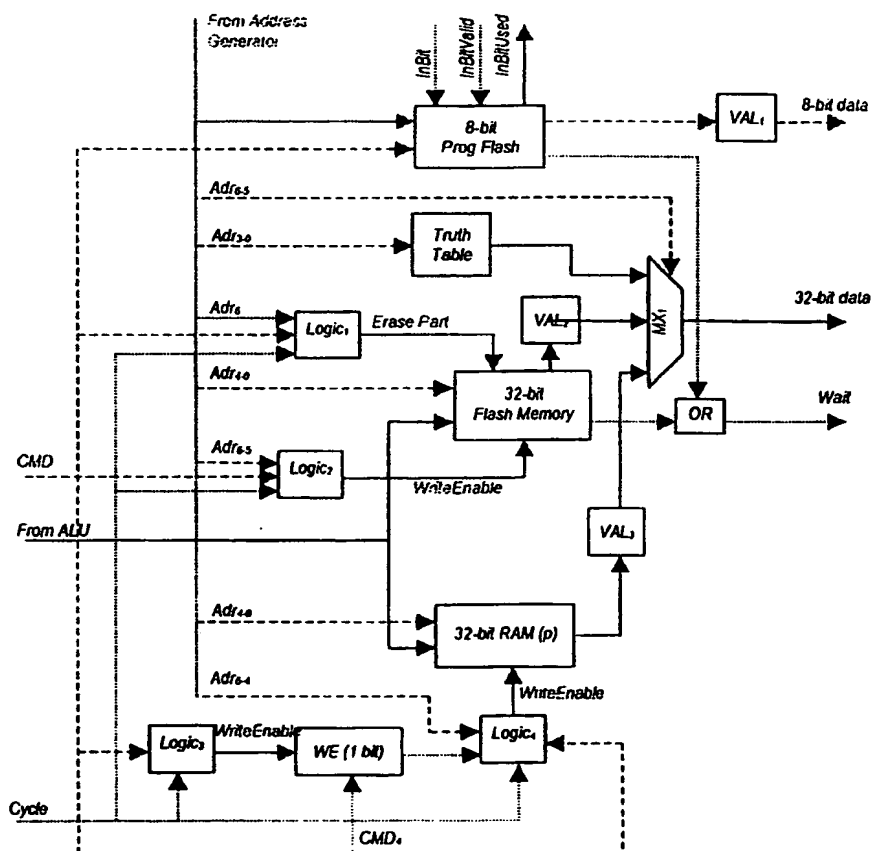 From Address
Generator
InBit
InBitValid
InBitUsed
8-bit
Prog Flash
VAL₁
8-bit data
Adr₆₋₅
Adr₃₋₀
Truth
Table
Adr₆
Logic₁
Erase Part
VAL₂
MX₁
32-bit data
Adr₄₋₀
32-bit
Flash Memory
OR
Wait
Adr₆₋₅
CMD
Logic₂
WriteEnable
From ALU
VAL₃
Adr₄₋₀
32-bit RAM (p)
Adr₆₋₄
WriteEnable
Logic₃
WriteEnable
WE (1 bit)
Logic₄
Cycle
CMD₄